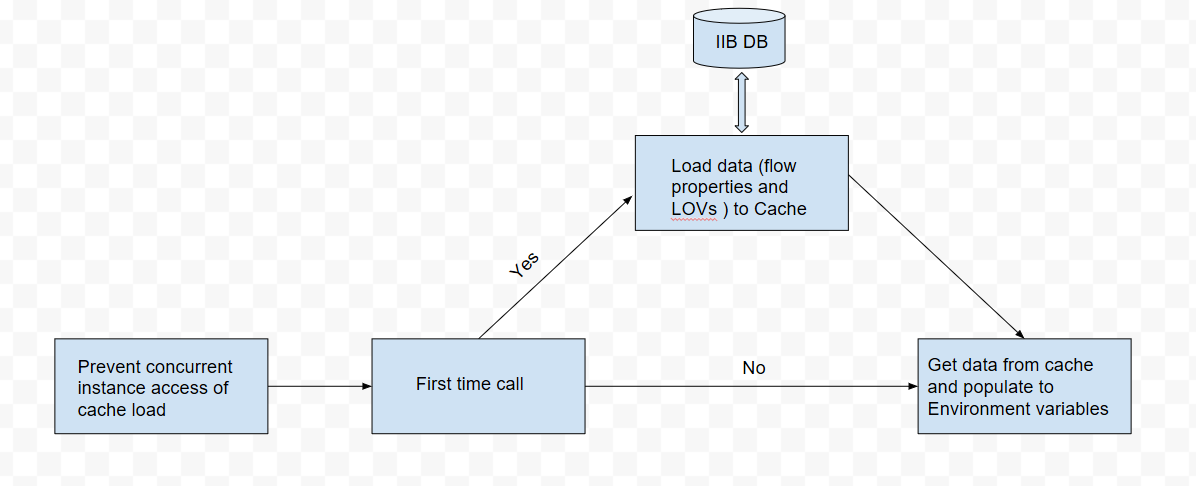 IIB DB
Load data (flow
properties and
LOVs ) to Cache
Yes
Prevent concurrent
instance access of
cache load
First time call
No
Get data from cache
and populate to
Environment variables